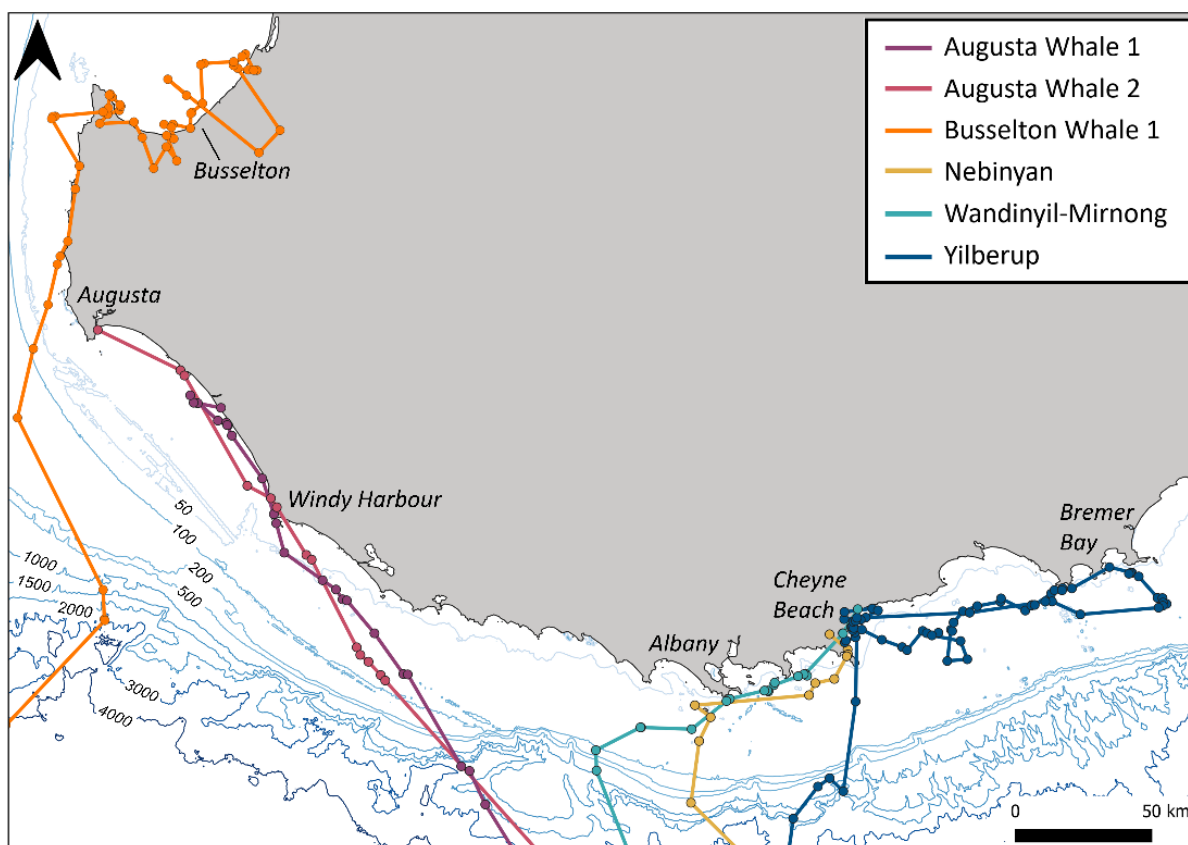 Augusta Whale 1
Augusta Whale 2
Busselton Whale 1
Nebinyan
Wandinyil-Mirnong
Yilberup
Busselton
Augusta
Windy Harbour
Bremer
Bay
Cheyne
Beach
Albany
50
100
200
500
1000
1500
2000
3000
4000
0
50 km